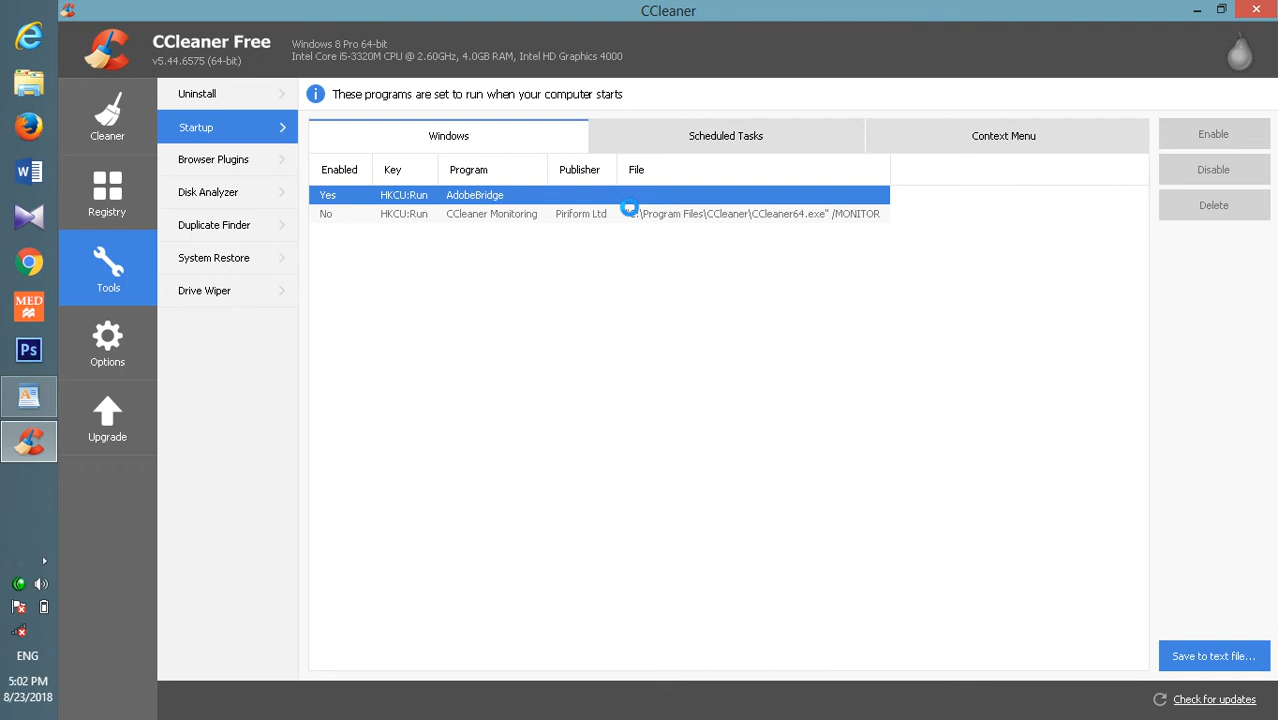 CCleaner
CCleaner Free
v5.44.6575 (64-bit)
Windows 8 Pro 64-bit
Intel Core i5-3320M CPU @ 2.60GHz, 4.0GB RAM, Intel HD Graphics 4000
Cleaner
Registry
Tools
Options
Upgrade
Uninstall
Startup
Browser Plugins
Disk Analyzer
Duplicate Finder
System Restore
Drive Wiper
These programs are set to run when your computer starts
Windows Scheduled Tasks Context Menu
Enabled Key Program Publisher File
Yes HKCU:Run AdobeBridge
No HKCU:Run CCleaner Monitoring Piriform Ltd :\Program Files\CCleaner\CCleaner64.exe" /MONITOR
Enable
Disable
Delete
Save to text file...
Check for updates
MED
Ps
ENG
5:02 PM
8/23/2018